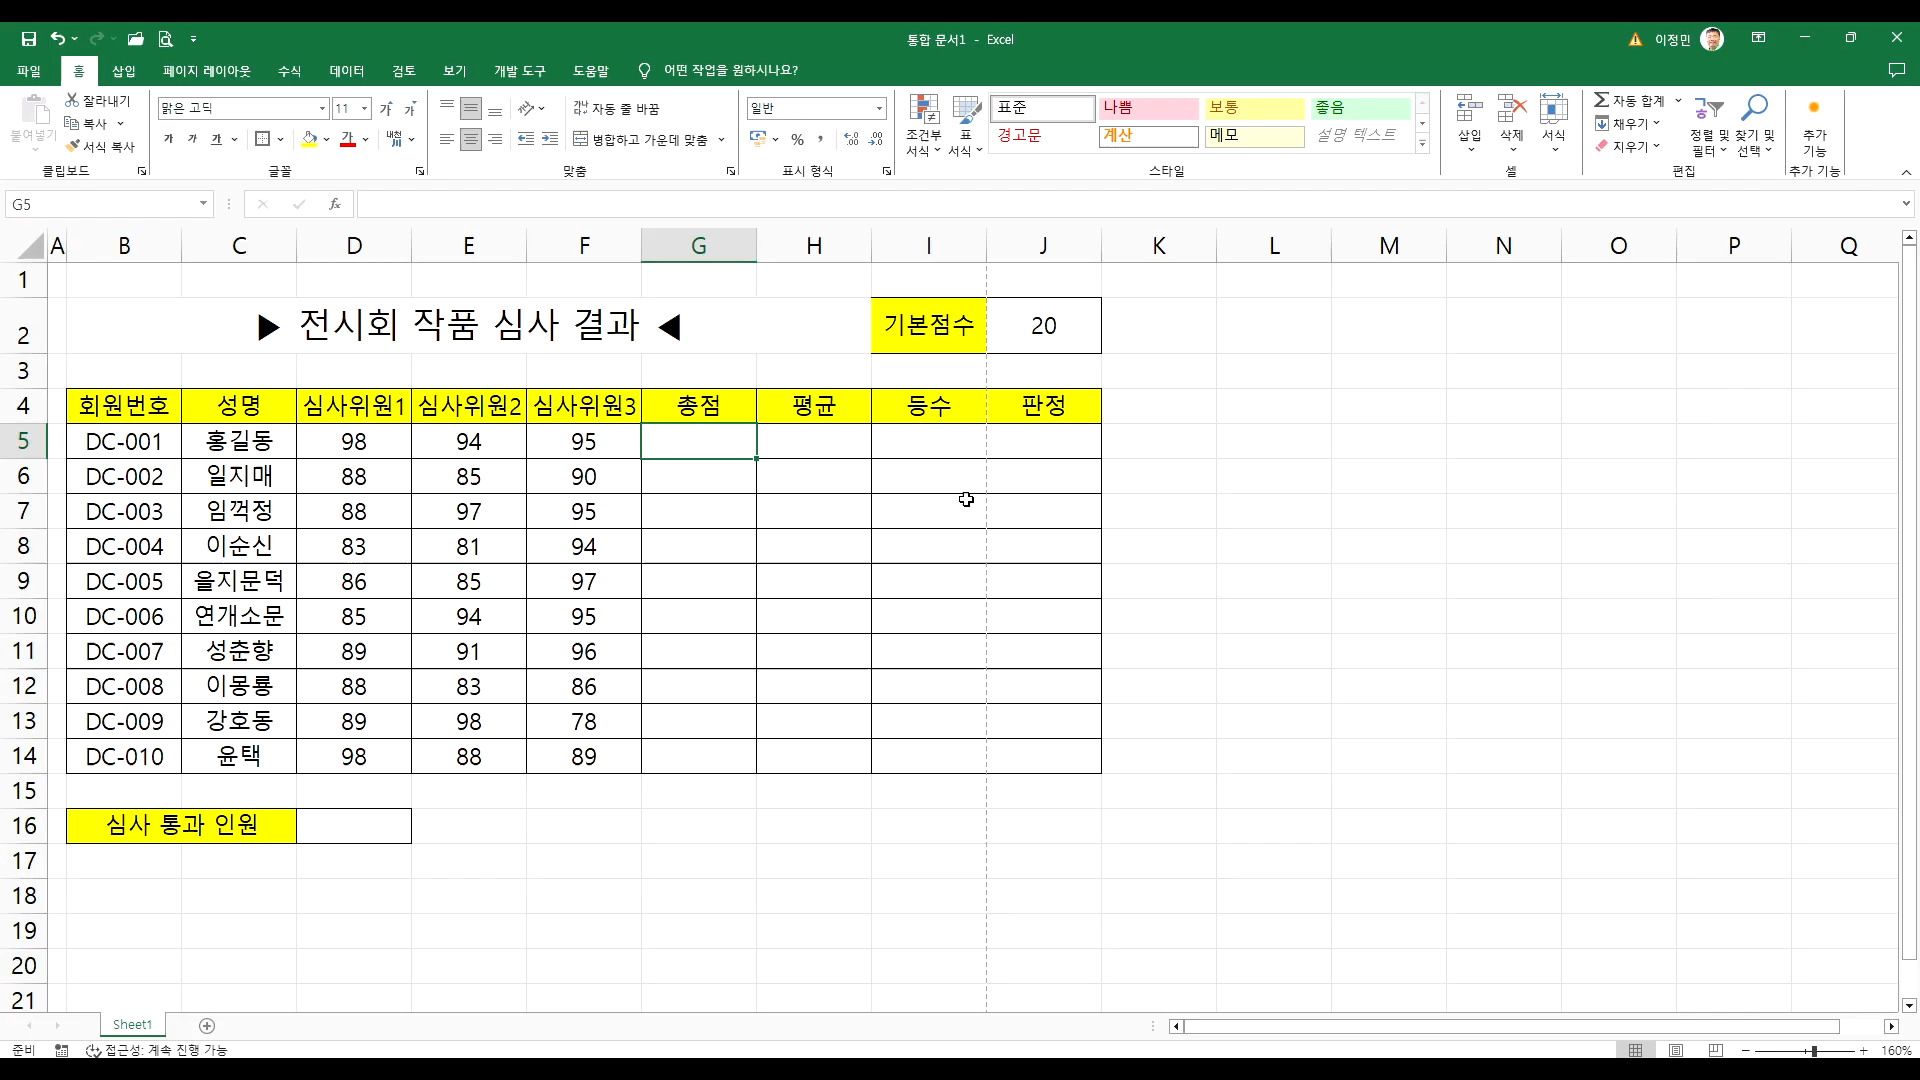 통합 문서1 - Excel
이정민
파일 홈 삽입 페이지 레이아웃 수식 데이터 검토 보기 개발 도구 도움말 어떤 작업을 원하시나요?
붙여넣기
잘라내기
복사
서식 복사
클립보드
맑은 고딕 11
가 가
가 가 가 가 내천
글꼴
자동 줄 바꿈
병합하고 가운데 맞춤
맞춤
일반
% ,
표시 형식
조건부 서식
표 서식
표준 나쁨 보통 좋음
경고문 계산 메모 설명 텍스트
스타일
삽입 삭제 서식
셀
자동 합계
채우기
지우기
정렬 및 필터
찾기 및 선택
편집
추가 기능
추가 기능
G5 fx
A B C D E F G H I J K L M N O P Q
1
2 ▶ 전시회 작품 심사 결과 ◀ 기본점수 20
3
4 회원번호 성명 심사위원1 심사위원2 심사위원3 총점 평균 등수 판정
5 DC-001 홍길동 98 94 95
6 DC-002 일지매 88 85 90
7 DC-003 임꺽정 88 97 95
8 DC-004 이순신 83 81 94
9 DC-005 을지문덕 86 85 97
10 DC-006 연개소문 85 94 95
11 DC-007 성춘향 89 91 96
12 DC-008 이몽룡 88 83 86
13 DC-009 강호동 89 98 78
14 DC-010 윤택 98 88 89
15
16 심사 통과 인원
17
18
19
20
21
Sheet1
준비 접근성: 계속 진행 가능 160%